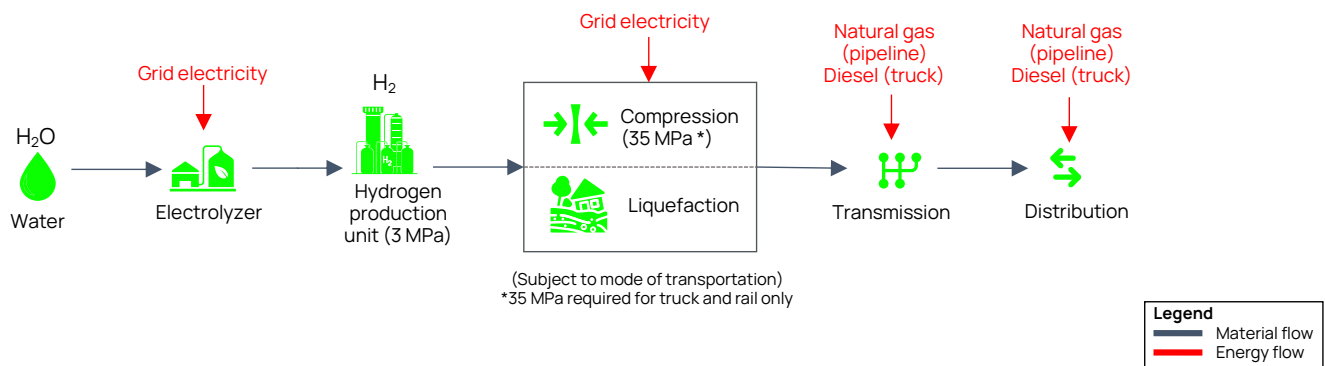 Grid electricity
Natural gas
(pipeline)
Diesel (truck)
Natural gas
(pipeline)
Diesel (truck)
Grid electricity
H₂O
H₂
H₂
Compression
(35 MPa *)
Liquefaction
Water
Electrolyzer
Hydrogen
production
unit (3 MPa)
Transmission
Distribution
(Subject to mode of transportation)
*35 MPa required for truck and rail only
Legend
Material flow
Energy flow